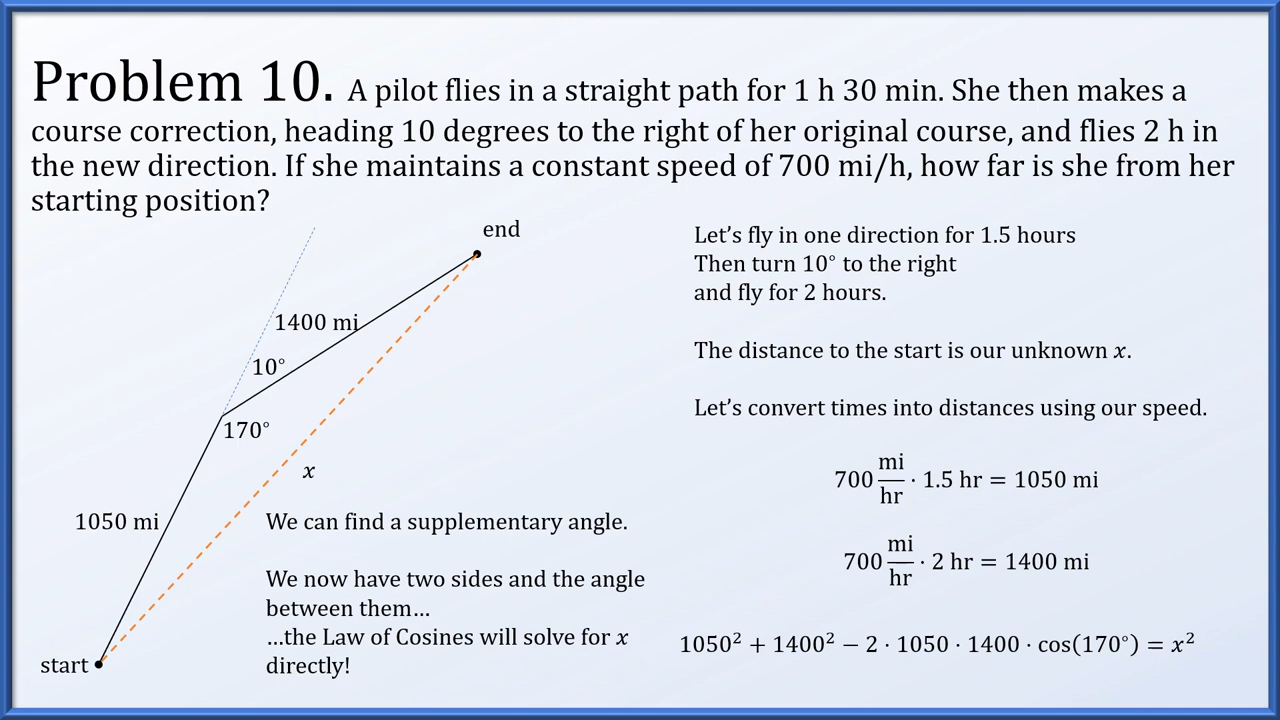 Problem 10. A pilot flies in a straight path for 1 h 30 min. She then makes a
course correction, heading 10 degrees to the right of her original course, and flies 2 h in
the new direction. If she maintains a constant speed of 700 mi/h, how far is she from her
starting position?
end
1400 mi
10°
170°
x
1050 mi
start
We can find a supplementary angle.
We now have two sides and the angle
between them…
…the Law of Cosines will solve for x
directly!
Let’s fly in one direction for 1.5 hours
Then turn 10° to the right
and fly for 2 hours.
The distance to the start is our unknown x.
Let’s convert times into distances using our speed.
700 mi/hr · 1.5 hr = 1050 mi
700 mi/hr · 2 hr = 1400 mi
1050² + 1400² − 2 · 1050 · 1400 · cos(170°) = x²